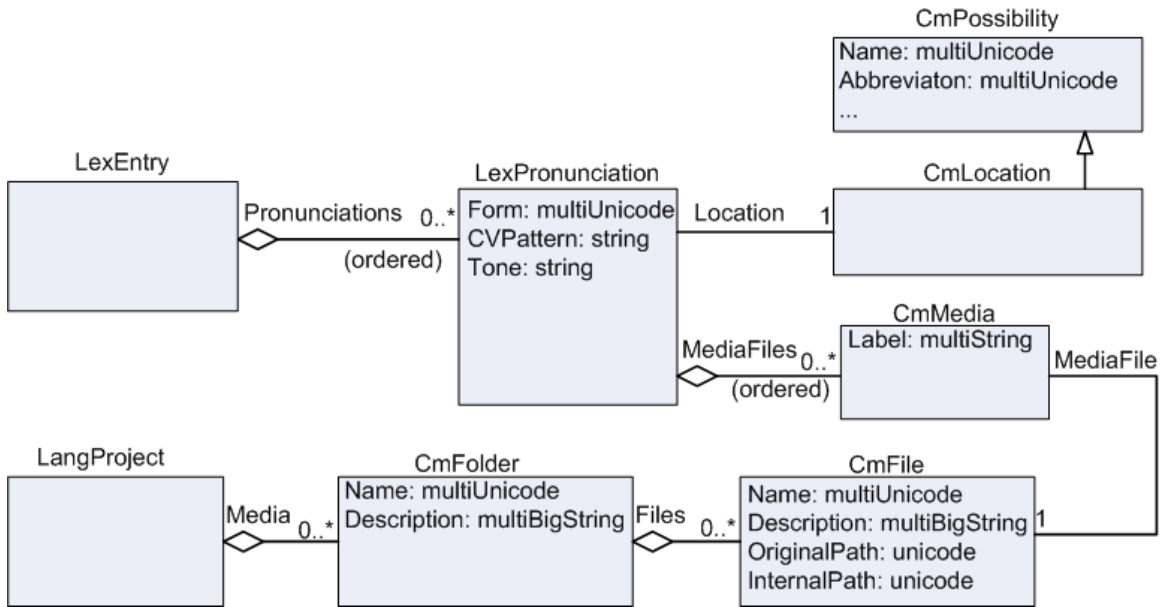 CmPossibility
Name: multiUnicode
Abbreviaton: multiUnicode
...
LexEntry
LexPronunciation
CmLocation
Pronunciations
0..*
(ordered)
Form: multiUnicode
CVPattern: string
Tone: string
Location
1
CmMedia
Label: multiString
MediaFiles
0..*
(ordered)
MediaFile
LangProject
CmFolder
CmFile
Media
0..*
Name: multiUnicode
Description: multiBigString
Files
0..*
Name: multiUnicode
Description: multiBigString
OriginalPath: unicode
InternalPath: unicode
1